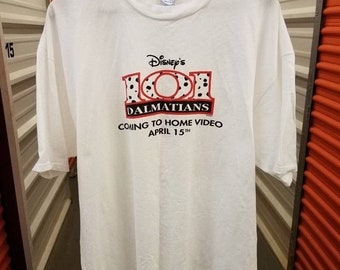 15
DISNEY'S
101
DALMATIANS
COMING TO HOME VIDEO
APRIL 15TH